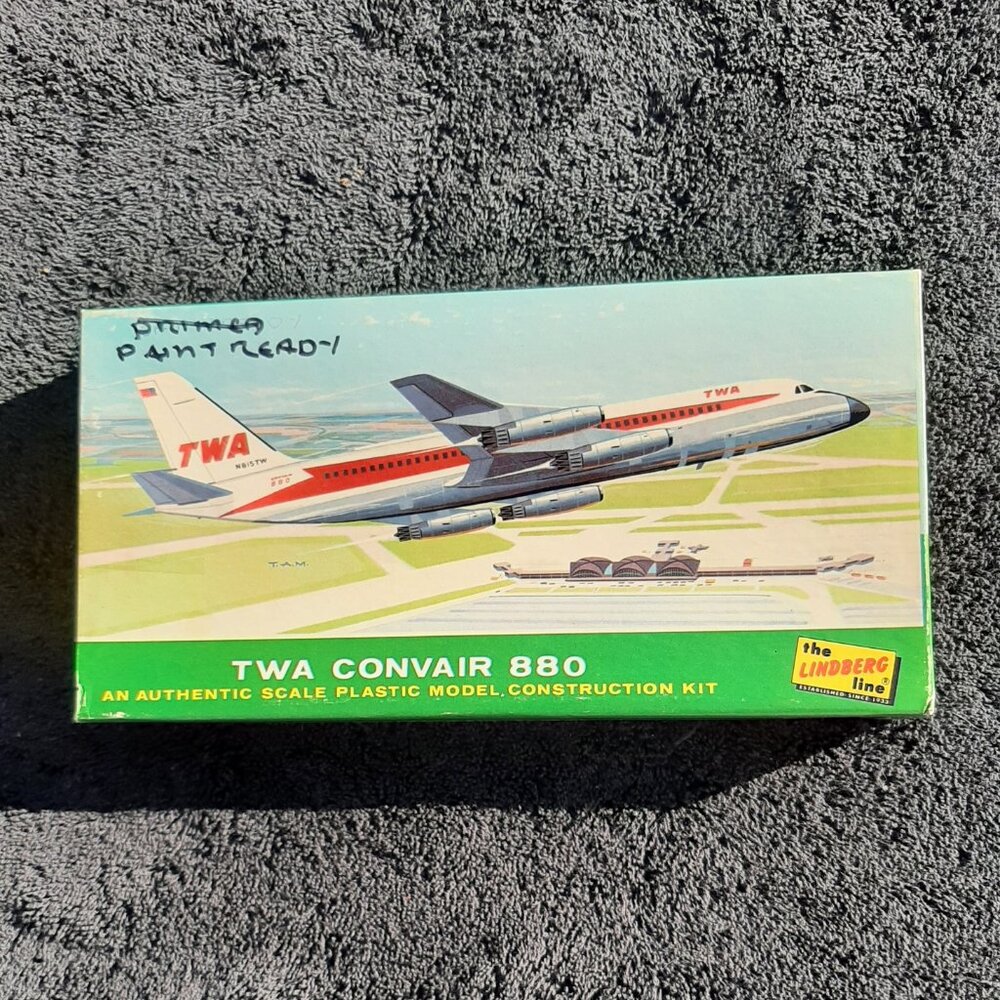 PRIMED
PAINT READY
TWA
TWA
N815TW
880
T.A.M.
TWA CONVAIR 880
AN AUTHENTIC SCALE PLASTIC MODEL CONSTRUCTION KIT
the
LINDBERG®
line
ESTABLISHED SINCE 1933